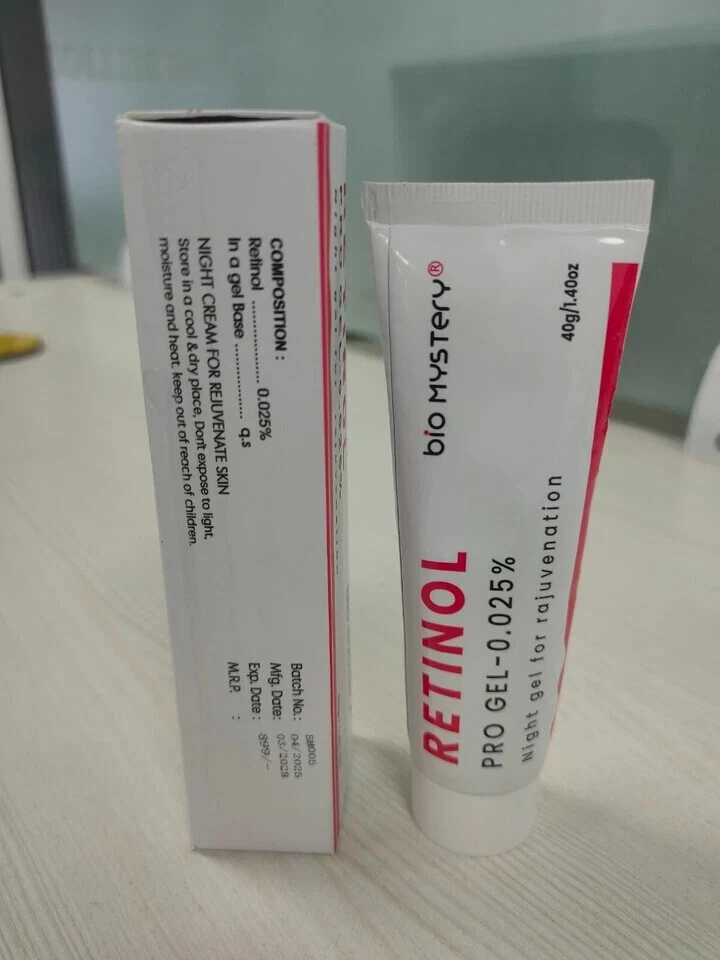 COMPOSITION :
Retinol .................... 0.025%
In a gel Base ................ q.s
NIGHT CREAM FOR REJUVENATE SKIN
Store in a cool & dry place, Dont expose to light,
moisture and heat. keep out of reach of children.
Batch No.: SM005
Mfg. Date: 04/2025
Exp. Date : 03/2028
M.R.P. : 899/-
bio MYSTERY®
40g/1.40oz
RETINOL
PRO GEL-0.025%
Night gel for rajuvenation